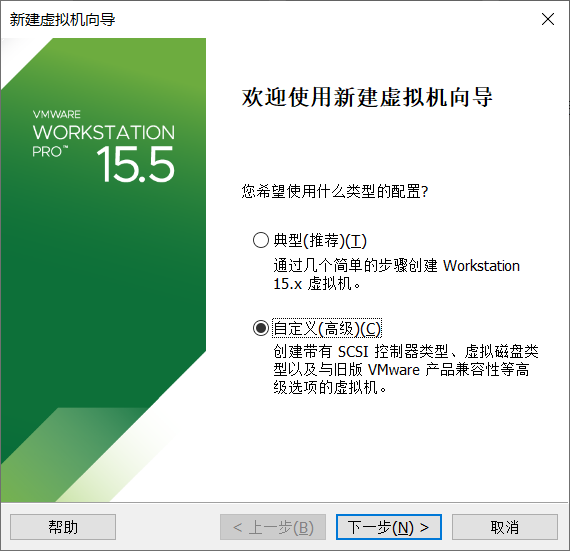 新建虚拟机向导
VMWARE
WORKSTATION
PRO™
15.5
欢迎使用新建虚拟机向导
您希望使用什么类型的配置?
典型(推荐)(T)
通过几个简单的步骤创建 Workstation
15.x 虚拟机。
自定义(高级)(C)
创建带有 SCSI 控制器类型、虚拟磁盘类
型以及与旧版 VMware 产品兼容性等高
级选项的虚拟机。
帮助
< 上一步(B)
下一步(N) >
取消